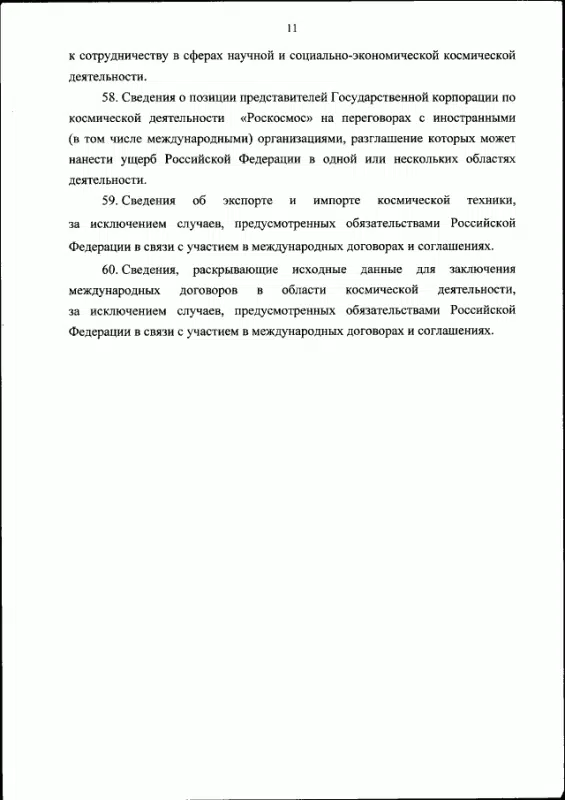 11
к сотрудничеству в сферах научной и социально-экономической космической
деятельности.
58. Сведения о позиции представителей Государственной корпорации по
космической деятельности «Роскосмос» на переговорах с иностранными
(в том числе международными) организациями, разглашение которых может
нанести ущерб Российской Федерации в одной или нескольких областях
деятельности.
59. Сведения об экспорте и импорте космической техники,
за исключением случаев, предусмотренных обязательствами Российской
Федерации в связи с участием в международных договорах и соглашениях.
60. Сведения, раскрывающие исходные данные для заключения
международных договоров в области космической деятельности,
за исключением случаев, предусмотренных обязательствами Российской
Федерации в связи с участием в международных договорах и соглашениях.